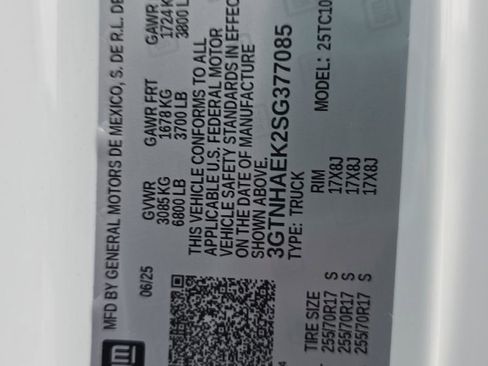 MFD BY GENERAL MOTORS DE MEXICO, S. DE R.L. DE
06/25
GVWR GAWR FRT GAWR
3085 KG 1678 KG 1724 K
6800 LB 3700 LB 3800 L
THIS VEHICLE CONFORMS TO ALL
APPLICABLE U.S. FEDERAL MOTOR
VEHICLE SAFETY STANDARDS IN EFFEC
ON THE DATE OF MANUFACTURE
SHOWN ABOVE.
3GTNHAEK2SG377085
TYPE: TRUCK MODEL: 25TC10
TIRE SIZE RIM
255/70R17 S 17X8J
255/70R17 S 17X8J
255/70R17 S 17X8J
gm